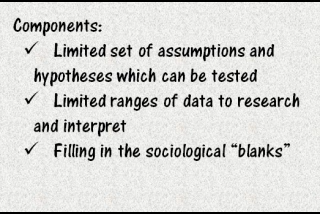 Components:
✓ Limited set of assumptions and
hypotheses which can be tested
✓ Limited ranges of data to research
and interpret
✓ Filling in the sociological “blanks”